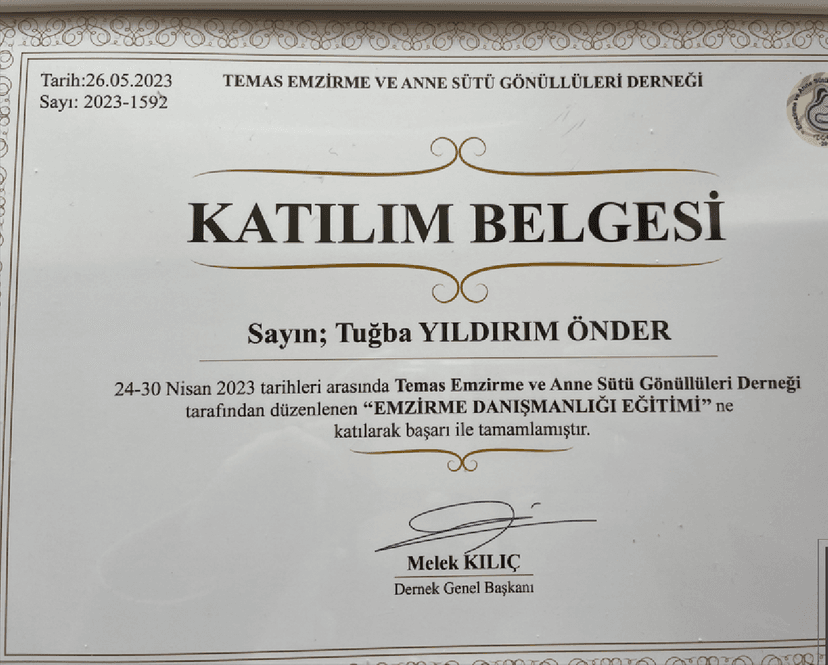 Tarih:26.05.2023
Sayı: 2023-1592
TEMAS EMZİRME VE ANNE SÜTÜ GÖNÜLLÜLERİ DERNEĞİ
KATILIM BELGESİ
Sayın; Tuğba YILDIRIM ÖNDER
24-30 Nisan 2023 tarihleri arasında Temas Emzirme ve Anne Sütü Gönüllüleri Derneği
tarafından düzenlenen “EMZİRME DANIŞMANLIĞI EĞİTİMİ” ne
katılarak başarı ile tamamlamıştır.
Melek KILIÇ
Dernek Genel Başkanı